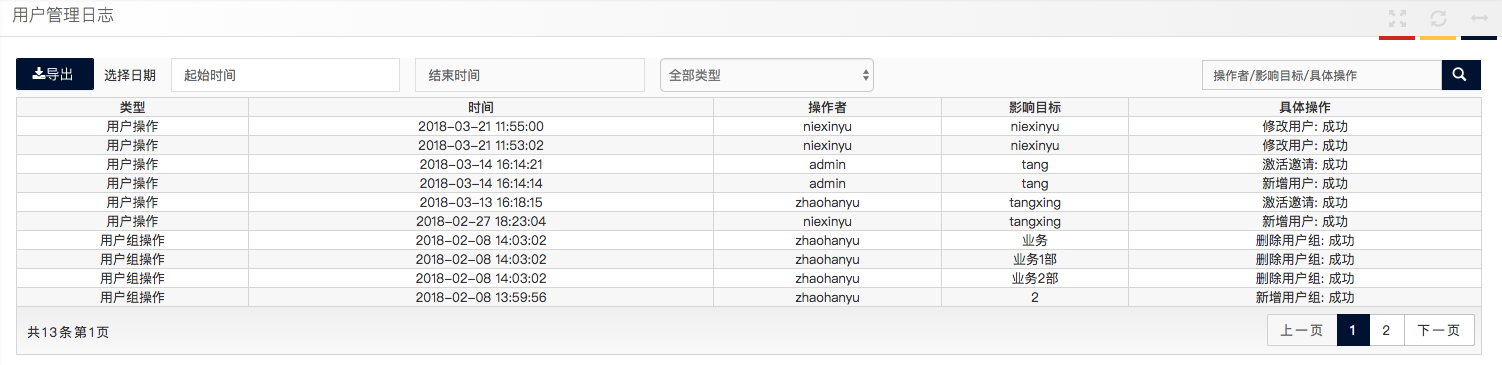 用户管理日志
导出 选择日期 起始时间 结束时间 全部类型 操作者/影响目标/具体操作
类型 时间 操作者 影响目标 具体操作
用户操作 2018-03-21 11:55:00 niexinyu niexinyu 修改用户: 成功
用户操作 2018-03-21 11:53:02 niexinyu niexinyu 修改用户: 成功
用户操作 2018-03-14 16:14:21 admin tang 激活邀请: 成功
用户操作 2018-03-14 16:14:14 admin tang 新增用户: 成功
用户操作 2018-03-13 16:18:15 zhaohanyu tangxing 激活邀请: 成功
用户操作 2018-02-27 18:23:04 niexinyu tangxing 新增用户: 成功
用户组操作 2018-02-08 14:03:02 zhaohanyu 业务 删除用户组: 成功
用户组操作 2018-02-08 14:03:02 zhaohanyu 业务1部 删除用户组: 成功
用户组操作 2018-02-08 14:03:02 zhaohanyu 业务2部 删除用户组: 成功
用户组操作 2018-02-08 13:59:56 zhaohanyu 2 新增用户组: 成功
共13条第1页 上一页 1 2 下一页